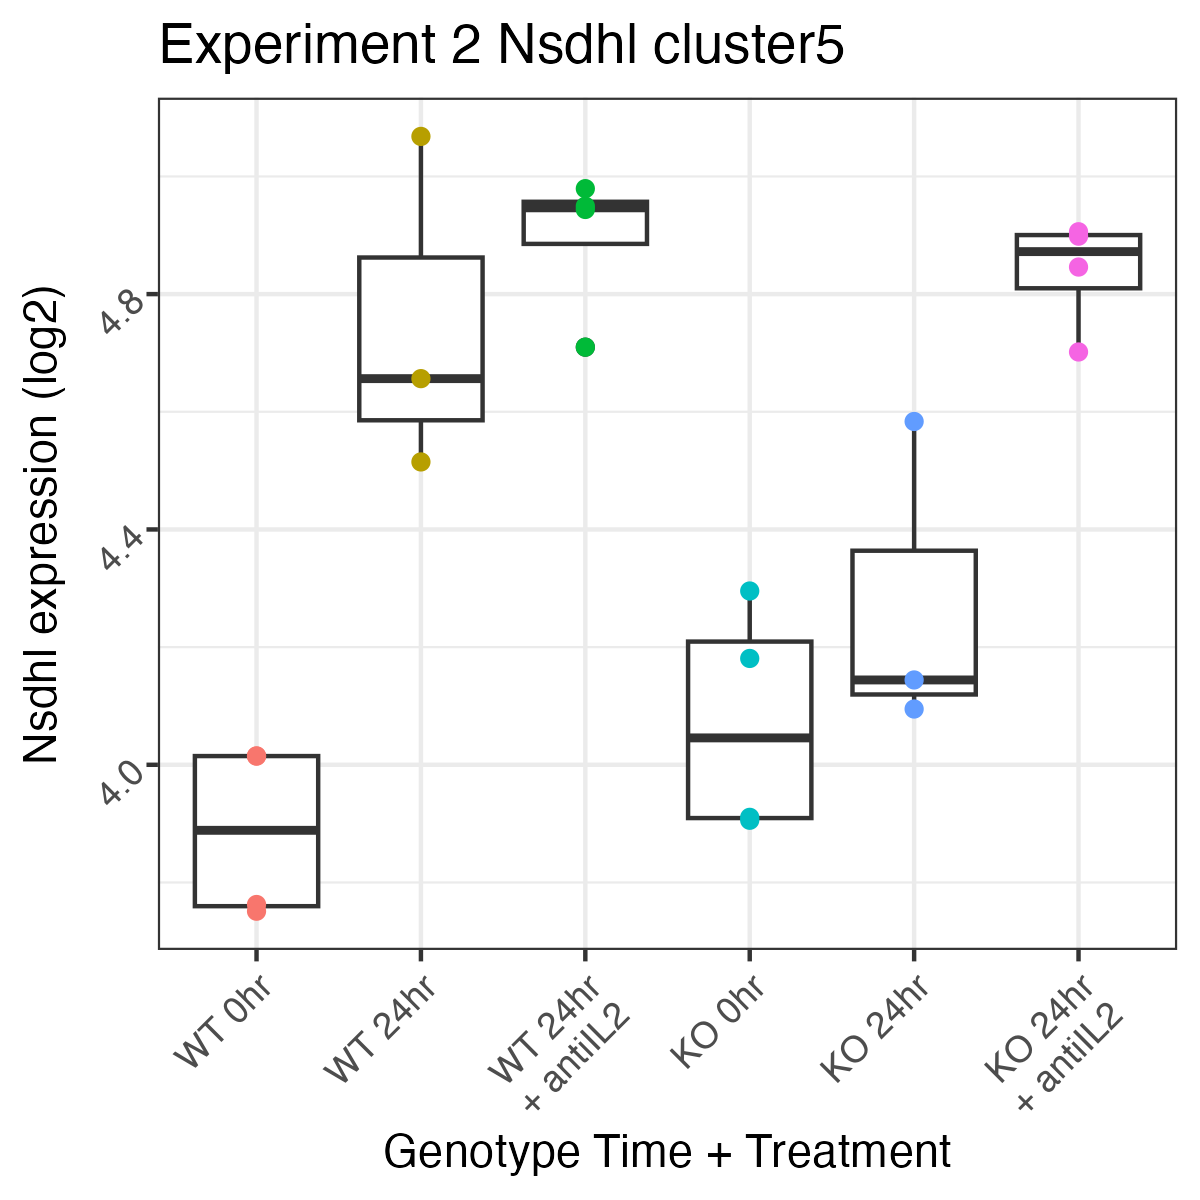 Experiment 2 Nsdhl cluster5
Nsdhl expression (log2)
4.8
4.4
4.0
WT 0hr
WT 24hr
WT 24hr
+ antiIL2
KO 0hr
KO 24hr
KO 24hr
+ antiIL2
Genotype Time + Treatment